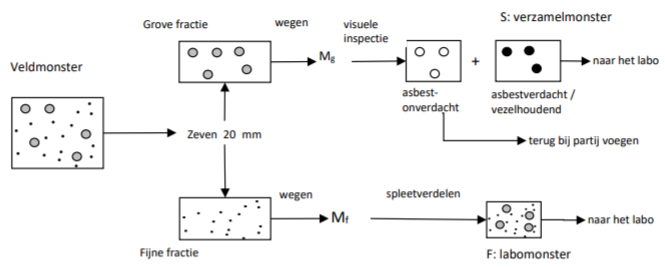 Grove fractie
wegen
visuele
inspectie
S: verzamelmonster
Veldmonster
Mg
+
naar het labo
asbest-
onverdacht
asbestverdacht /
vezelhoudend
Zeven 20 mm
terug bij partij voegen
wegen
spleetverdelen
Mf
naar het labo
Fijne fractie
F: labomonster